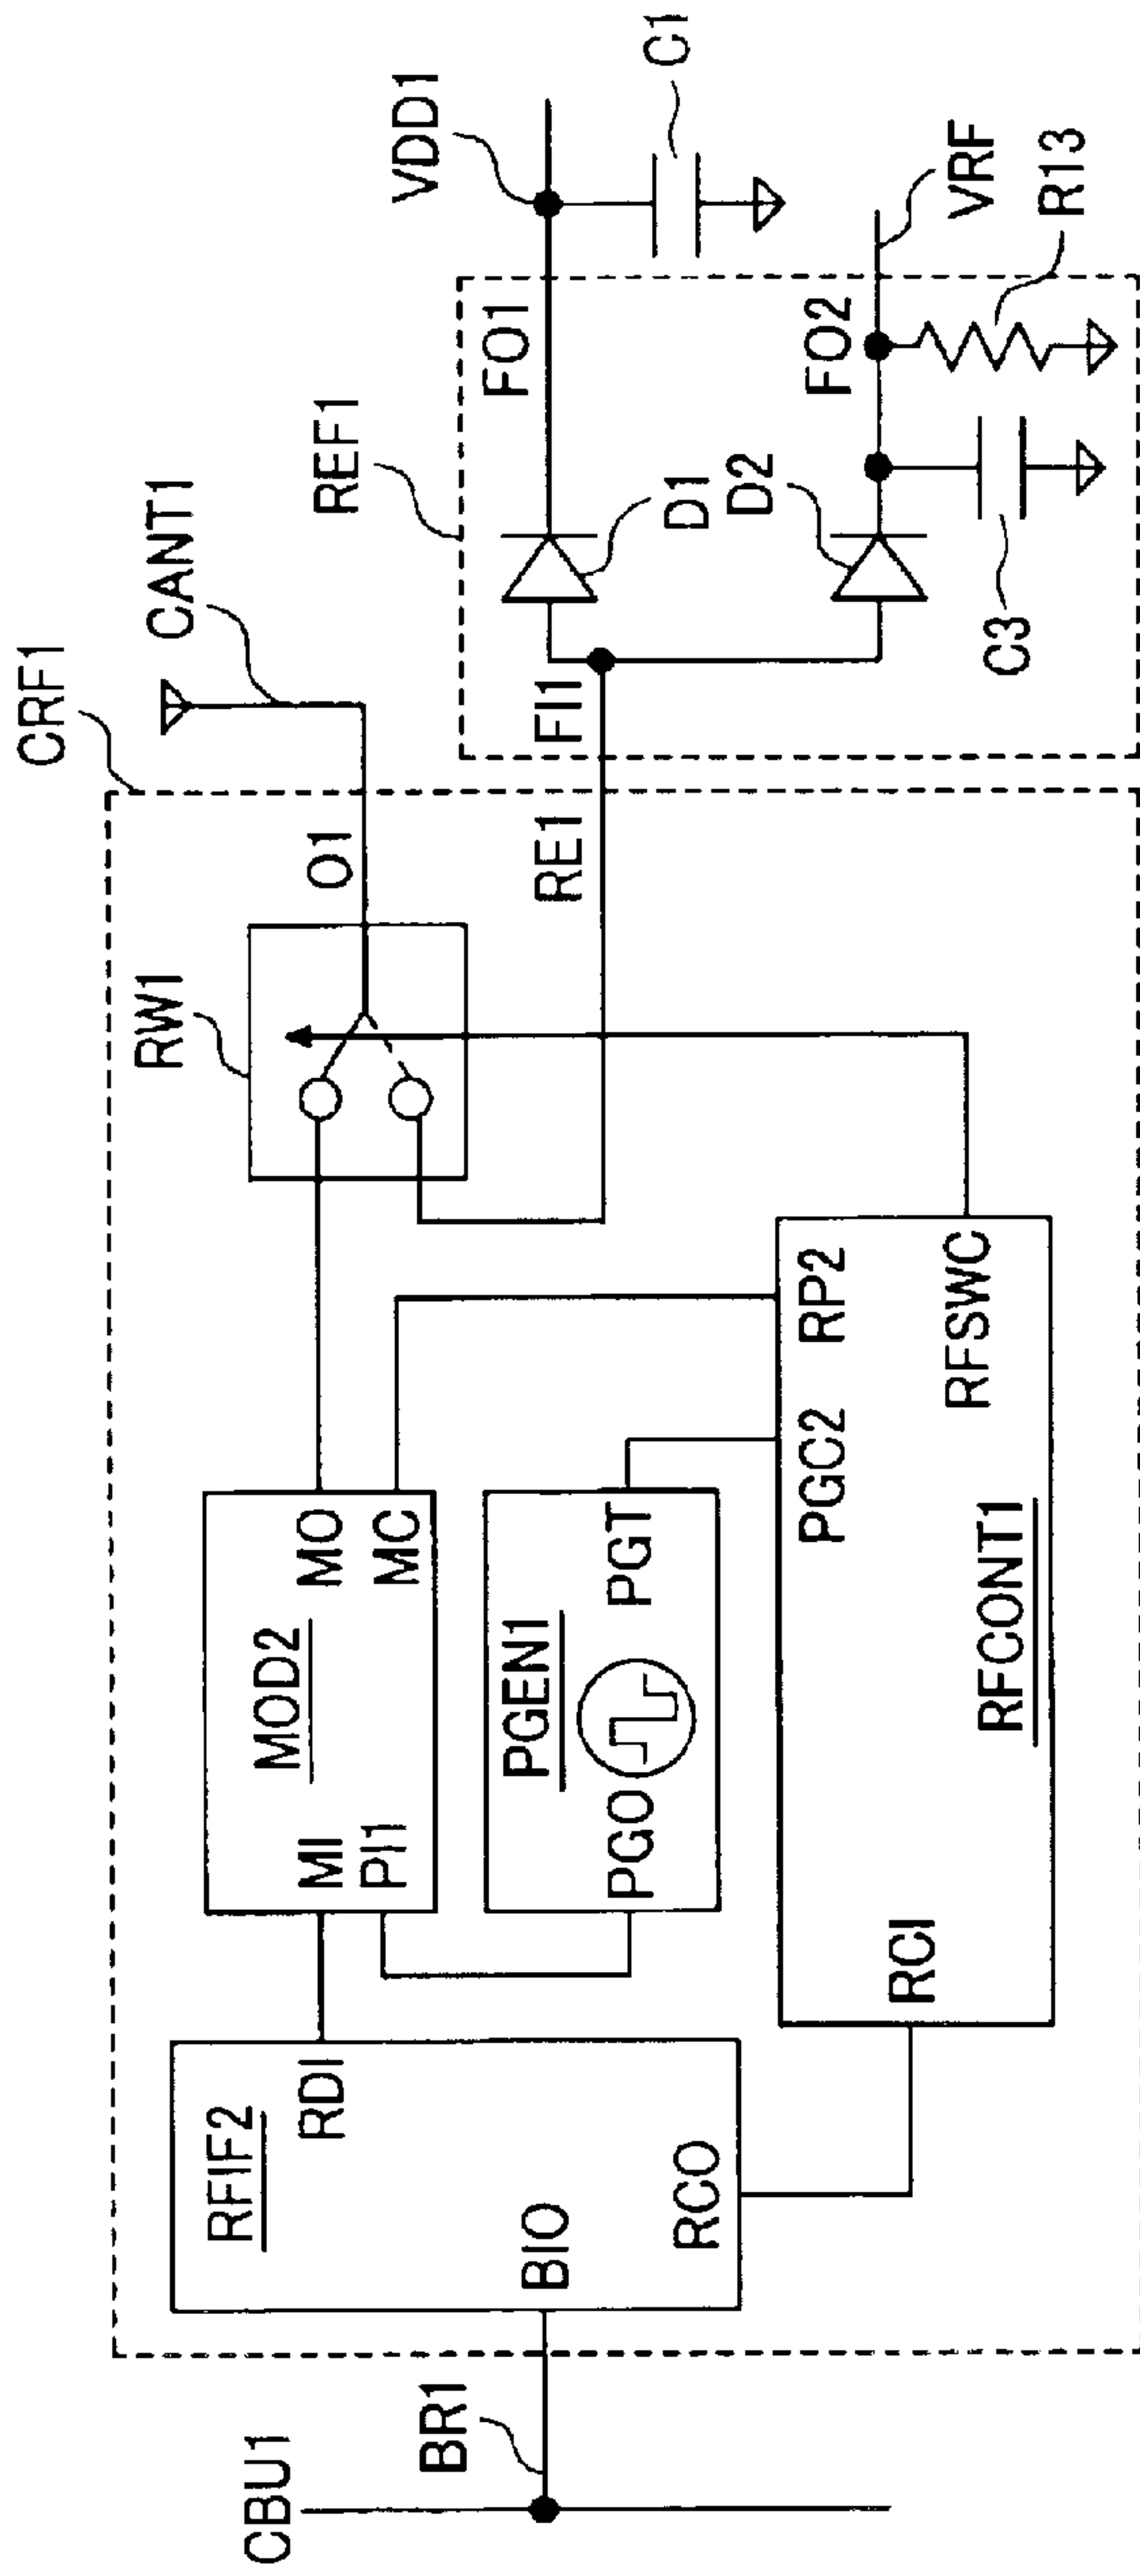 CRF1
CANT1
RW1
O1
REF1
VDD1
C1
MOD2
MI
MO
PI1
MC
RFIF2
RDI
BIO
RCO
CBU1
BR1
PGEN1
PGO
PGT
RE1
FI1
FO1
D1
D2
FO2
VRF
C3
R13
PGC2
RP2
RCI
RFSWC
RFCONT1